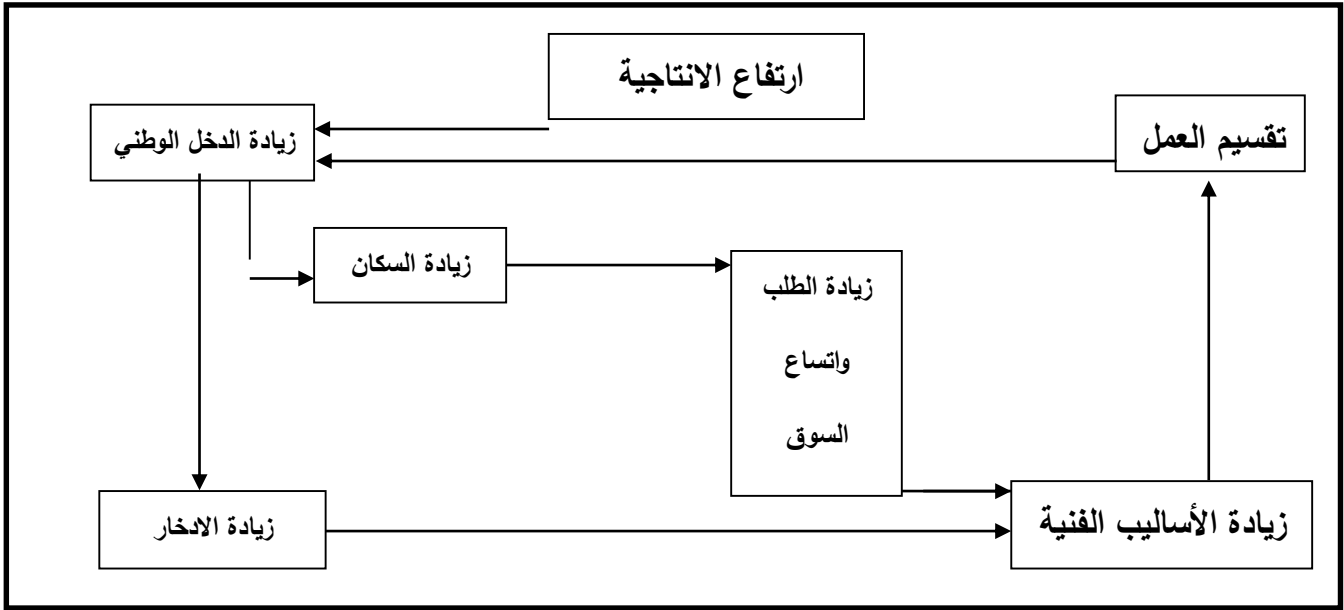 ارتفاع الانتاجية
تقسيم العمل
زيادة الدخل الوطني
زيادة السكان
زيادة الطلب
واتساع
السوق
زيادة الأساليب الفنية
زيادة الادخار